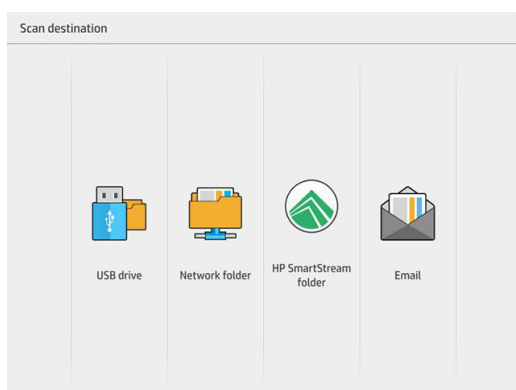 Scan destination
USB drive
Network folder
HP SmartStream
folder
Email